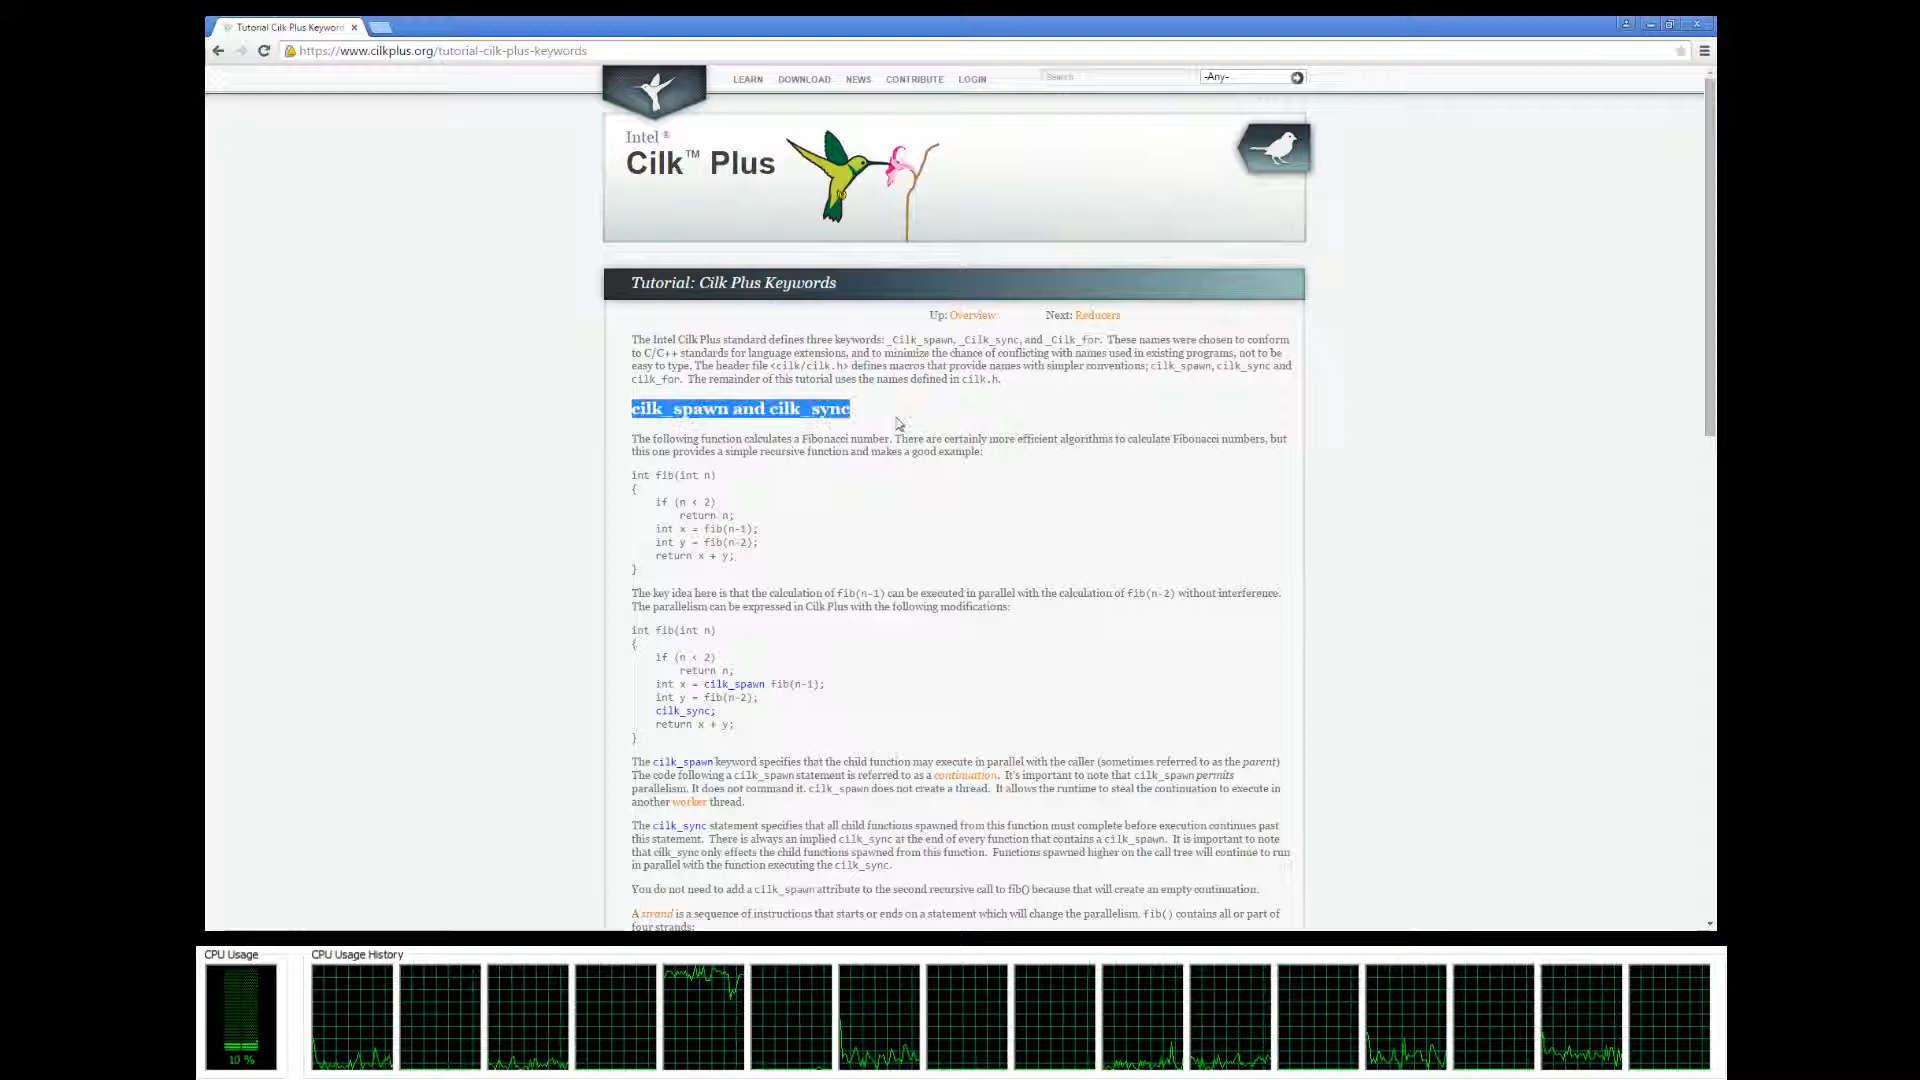 Tutorial Cilk Plus Keyword
https://www.cilkplus.org/tutorial-cilk-plus-keywords
LEARN DOWNLOAD NEWS CONTRIBUTE LOGIN Search -Any-
Intel ®
Cilk™ Plus
Tutorial: Cilk Plus Keywords
Up: Overview Next: Reducers
The Intel Cilk Plus standard defines three keywords: _Cilk_spawn, _Cilk_sync, and _Cilk_for. These names were chosen to conform
to C/C++ standards for language extensions, and to minimize the chance of conflicting with names used in existing programs, not to be
easy to type. The header file <cilk/cilk.h> defines macros that provide names with simpler conventions; cilk_spawn, cilk_sync and
cilk_for. The remainder of this tutorial uses the names defined in cilk.h.
cilk_spawn and cilk_sync
The following function calculates a Fibonacci number. There are certainly more efficient algorithms to calculate Fibonacci numbers, but
this one provides a simple recursive function and makes a good example:
int fib(int n)
{
if (n < 2)
return n;
int x = fib(n-1);
int y = fib(n-2);
return x + y;
}
The key idea here is that the calculation of fib(n-1) can be executed in parallel with the calculation of fib(n-2) without interference.
The parallelism can be expressed in Cilk Plus with the following modifications:
int fib(int n)
{
if (n < 2)
return n;
int x = cilk_spawn fib(n-1);
int y = fib(n-2);
cilk_sync;
return x + y;
}
The cilk_spawn keyword specifies that the child function may execute in parallel with the caller (sometimes referred to as the parent)
The code following a cilk_spawn statement is referred to as a continuation. It's important to note that cilk_spawn permits
parallelism. It does not command it. cilk_spawn does not create a thread. It allows the runtime to steal the continuation to execute in
another worker thread.
The cilk_sync statement specifies that all child functions spawned from this function must complete before execution continues past
this statement. There is always an implied cilk_sync at the end of every function that contains a cilk_spawn. It is important to note
that cilk_sync only effects the child functions spawned from this function. Functions spawned higher on the call tree will continue to run
in parallel with the function executing the cilk_sync.
You do not need to add a cilk_spawn attribute to the second recursive call to fib() because that will create an empty continuation.
A strand is a sequence of instructions that starts or ends on a statement which will change the parallelism. fib() contains all or part of
four strands:
CPU Usage CPU Usage History
10 %